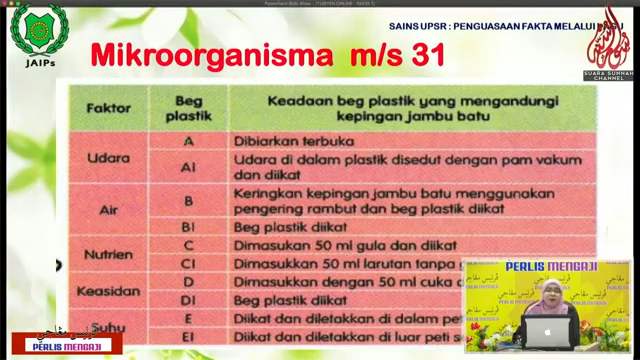 SAINS UPSR : PENGUASAAN FAKTA MELALUI
JAIPs
SUARA SUNNAH
CHANNEL
Mikroorganisma m/s 31
Faktor
Beg plastik
Keadaan beg plastik yang mengandungi
kepingan jambu batu
Udara
A
Dibiarkan terbuka
A1
Udara di dalam plastik disedut dengan pam vakum
dan diikat
Air
B
Keringkan kepingan jambu batu menggunakan
pengering rambut dan beg plastik diikat
B1
Beg plastik diikat
Nutrien
C
Dimasukan 50 ml gula dan diikat
C1
Dimasukkan 50 ml larutan tanpa
Keasidan
D
Dimasukkan dengan 50 ml cuka
D1
Beg plastik diikat
Suhu
E
Diikat dan diletakkan di dalam
E1
Diikat dan diletakkan di luar peti
PERLIS MENGAJI
PERLIS MENGAJI